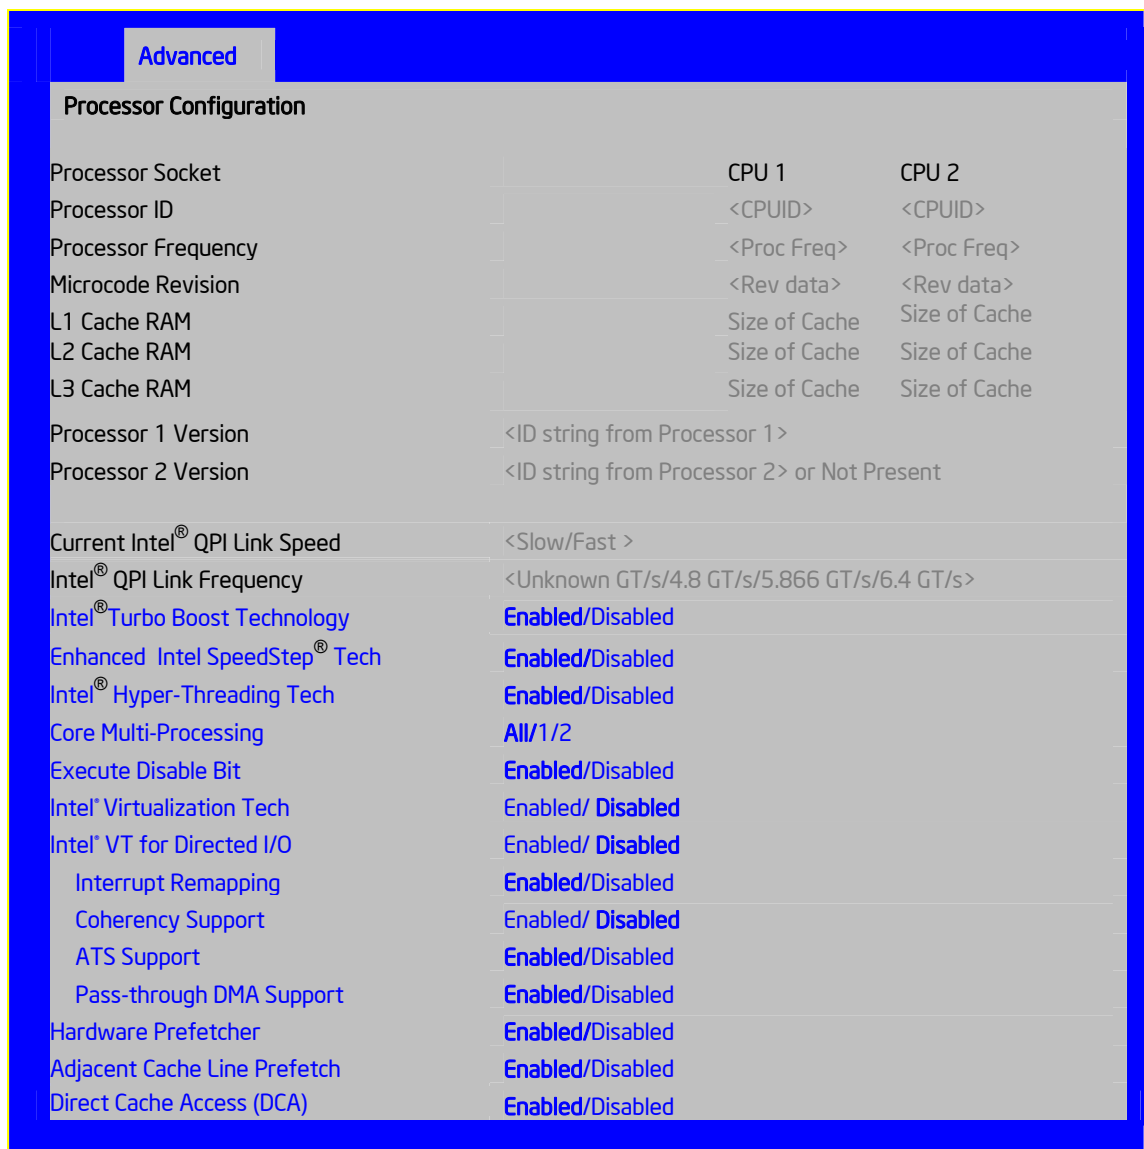 Advanced
Processor Configuration
Processor Socket CPU 1 CPU 2
Processor ID <CPUID> <CPUID>
Processor Frequency <Proc Freq> <Proc Freq>
Microcode Revision <Rev data> <Rev data>
L1 Cache RAM Size of Cache Size of Cache
L2 Cache RAM Size of Cache Size of Cache
L3 Cache RAM Size of Cache Size of Cache
Processor 1 Version <ID string from Processor 1>
Processor 2 Version <ID string from Processor 2> or Not Present
Current Intel® QPI Link Speed <Slow/Fast >
Intel® QPI Link Frequency <Unknown GT/s/4.8 GT/s/5.866 GT/s/6.4 GT/s>
Intel®Turbo Boost Technology Enabled/Disabled
Enhanced Intel SpeedStep® Tech Enabled/Disabled
Intel® Hyper-Threading Tech Enabled/Disabled
Core Multi-Processing All/1/2
Execute Disable Bit Enabled/Disabled
Intel® Virtualization Tech Enabled/ Disabled
Intel® VT for Directed I/O Enabled/ Disabled
Interrupt Remapping Enabled/Disabled
Coherency Support Enabled/ Disabled
ATS Support Enabled/Disabled
Pass-through DMA Support Enabled/Disabled
Hardware Prefetcher Enabled/Disabled
Adjacent Cache Line Prefetch Enabled/Disabled
Direct Cache Access (DCA) Enabled/Disabled